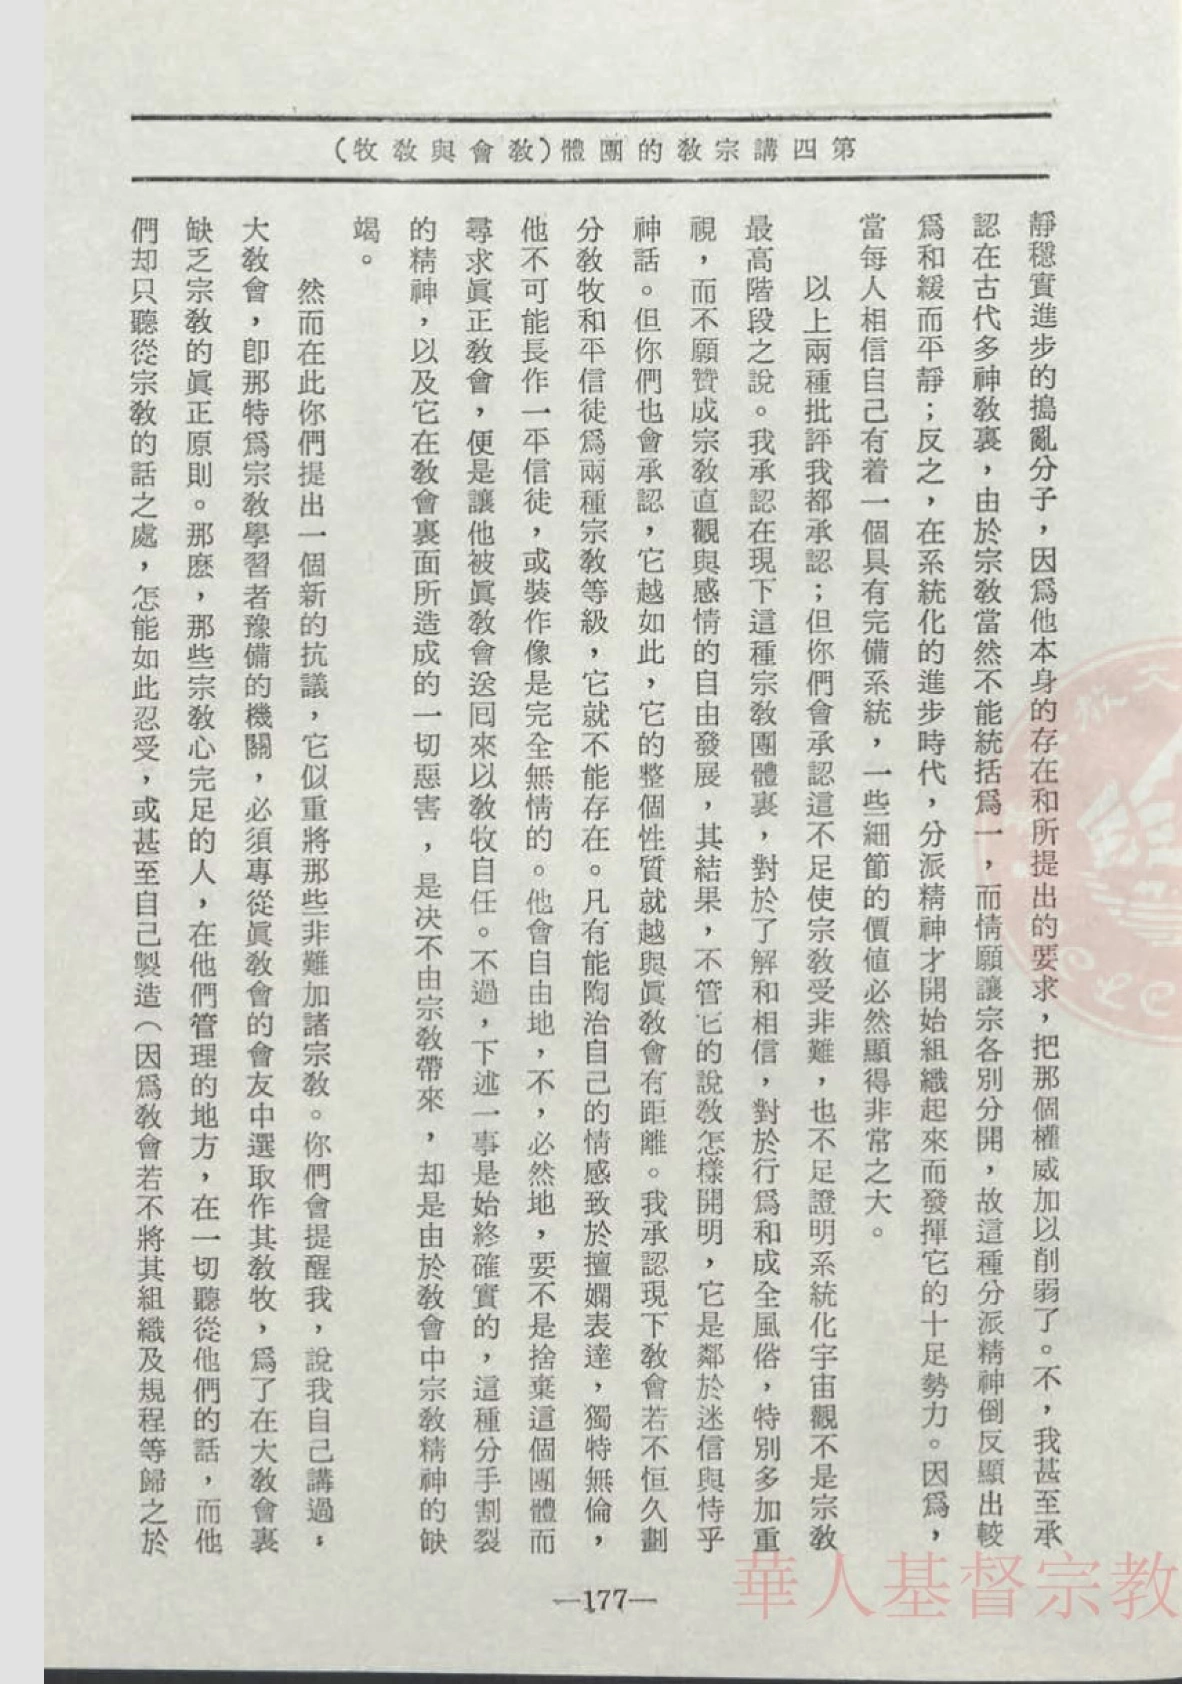 第四講宗教的團體(教會與教牧)
靜穩實進步的搗亂分子，因爲他本身的存在和所提出的要求，把那個權威加以削弱了。不，我甚至承
認在古代多神教裏，由於宗教當然不能統括爲一，而情願讓宗各別分開，故這種分派精神倒反顯出較
爲和緩而平靜；反之，在系統化的進步時代，分派精神才開始組織起來而發揮它的十足勢力。因爲，
當每人相信自己有着一個具有完備系統，一些細節的價值必然顯得非常之大。
以上兩種批評我都承認；但你們會承認這不足使宗教受非難，也不足證明系統化宇宙觀不是宗教
最高階段之說。我承認在現下這種宗教團體裏，對於了解和相信，對於行爲和成全風俗，特別多加重
視，而不願贊成宗教直觀與感情的自由發展，其結果，不管它的說教怎樣開明，它是鄰於迷信與恃乎
神話。但你們也會承認，它越如此，它的整個性質就越與眞教會有距離。我承認現下教會若不恒久劃
分教牧和平信徒爲兩種宗教等級，它就不能存在。凡有能陶冶自己的情感致於擅嫻表達，獨特無倫，
他不可能長作一平信徒，或裝作像是完全無情的。他會自由地，不，必然地，要不是捨棄這個團體而
尋求眞正教會，便是讓他被眞教會送回來以教牧自任。不過，下述一事是始終確實的，這種分手割裂
的精神，以及它在教會裏面所造成的一切惡害，是决不由宗教帶來，却是由於教會中宗教精神的缺
竭。
然而在此你們提出一個新的抗議，它似重將那些非難加諸宗教。你們會提醒我，說我自己講過，
大教會，卽那特爲宗教學習者豫備的機關，必須專從眞教會的會友中選取作其教牧，爲了在大教會裏
缺乏宗教的眞正原則。那麽，那些宗教心完足的人，在他們管理的地方，在一切聽從他們的話，而他
們却只聽從宗教的話之處，怎能如此忍受，或甚至自己製造（因爲教會若不將其組織及規程等歸之於
—177—
華人基督宗教